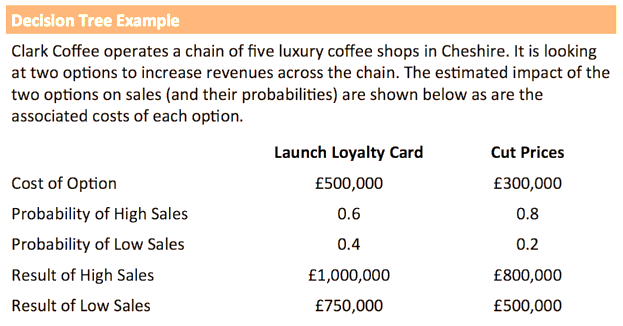 Decision Tree Example
Clark Coffee operates a chain of five luxury coffee shops in Cheshire. It is looking
at two options to increase revenues across the chain. The estimated impact of the
two options on sales (and their probabilities) are shown below as are the
associated costs of each option.
Launch Loyalty Card Cut Prices
Cost of Option £500,000 £300,000
Probability of High Sales 0.6 0.8
Probability of Low Sales 0.4 0.2
Result of High Sales £1,000,000 £800,000
Result of Low Sales £750,000 £500,000